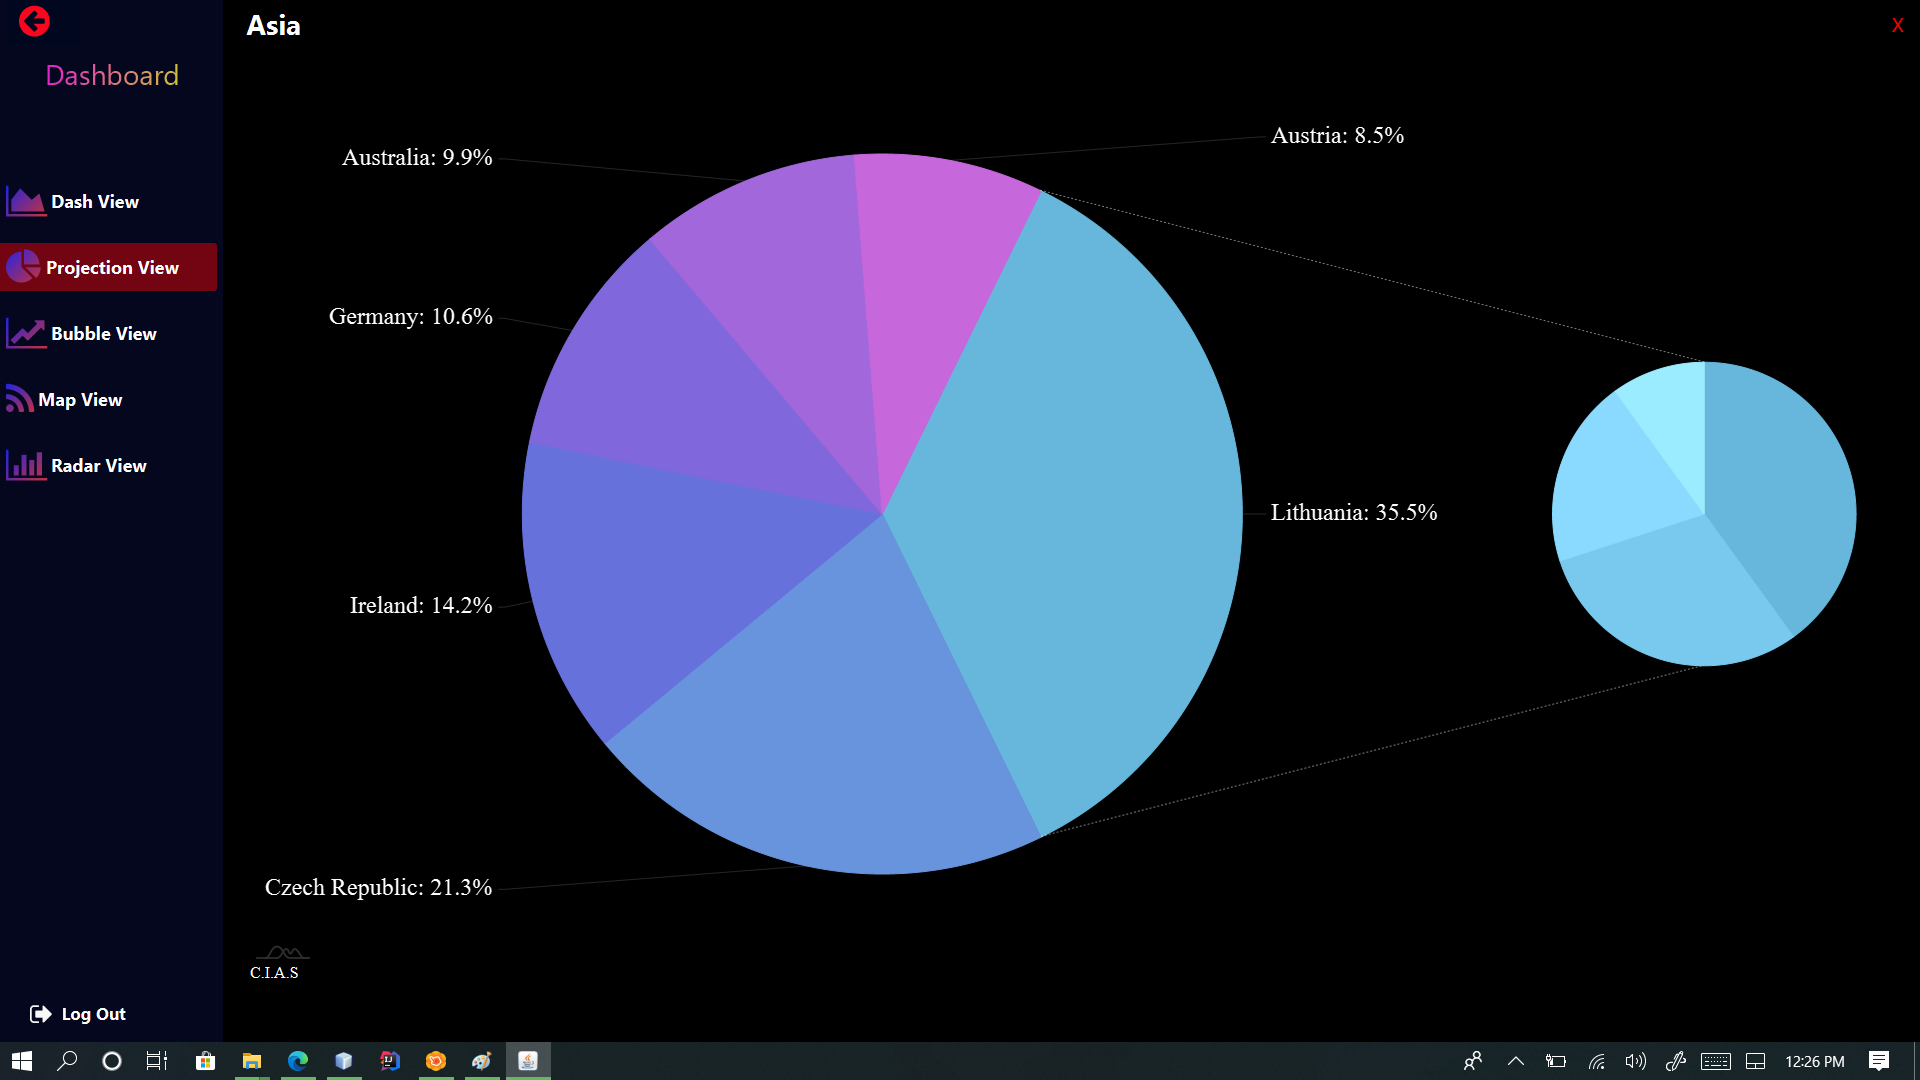 Asia
X
Dashboard
Dash View
Projection View
Bubble View
Map View
Radar View
Log Out
Austria: 8.5%
Australia: 9.9%
Germany: 10.6%
Lithuania: 35.5%
Ireland: 14.2%
Czech Republic: 21.3%
C.I.A.S
12:26 PM